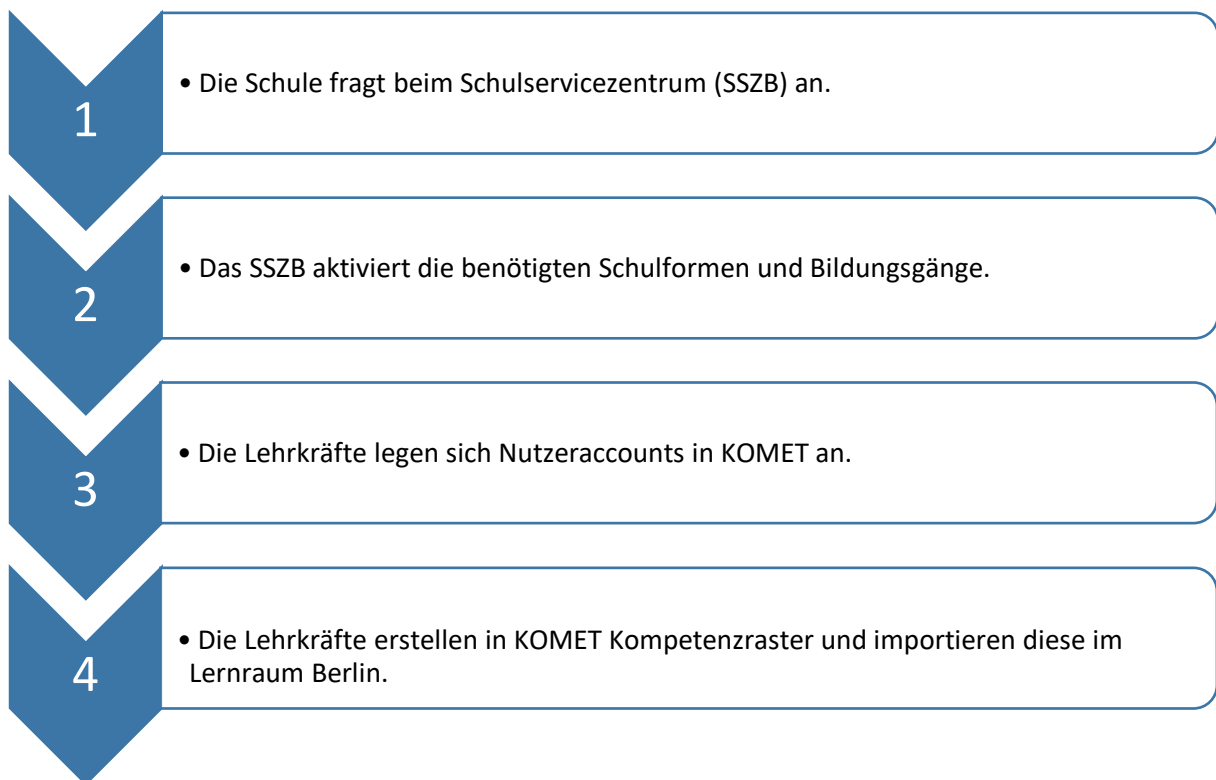 1
• Die Schule fragt beim Schulservicezentrum (SSZB) an.
2
• Das SSZB aktiviert die benötigten Schulformen und Bildungsgänge.
3
• Die Lehrkräfte legen sich Nutzeraccounts in KOMET an.
4
• Die Lehrkräfte erstellen in KOMET Kompetenzraster und importieren diese im
Lernraum Berlin.